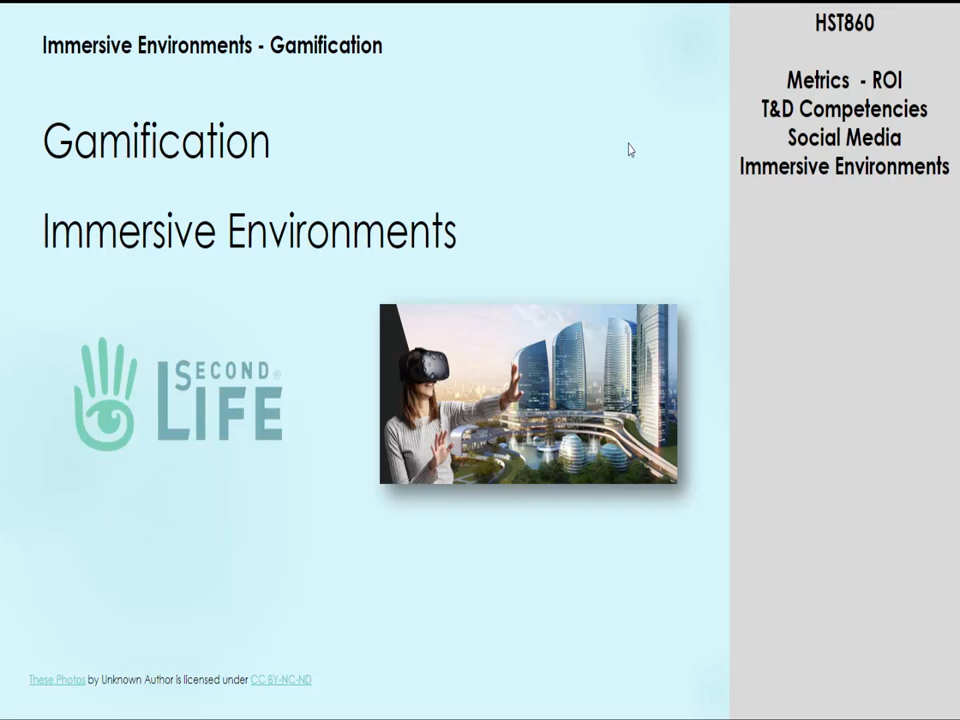 Immersive Environments - Gamification
Gamification
Immersive Environments
SECOND®
LIFE
These Photos by Unknown Author is licensed under CC BY-NC-ND
HST860
Metrics - ROI
T&D Competencies
Social Media
Immersive Environments